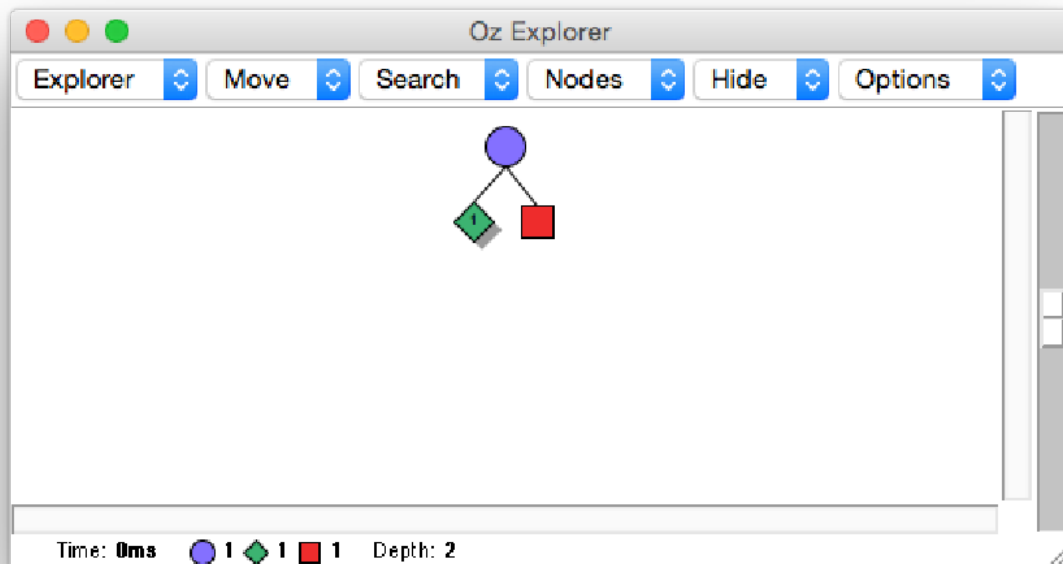 Oz Explorer
Explorer Move Search Nodes Hide Options
1
Time: 0ms 1 1 1 Depth: 2